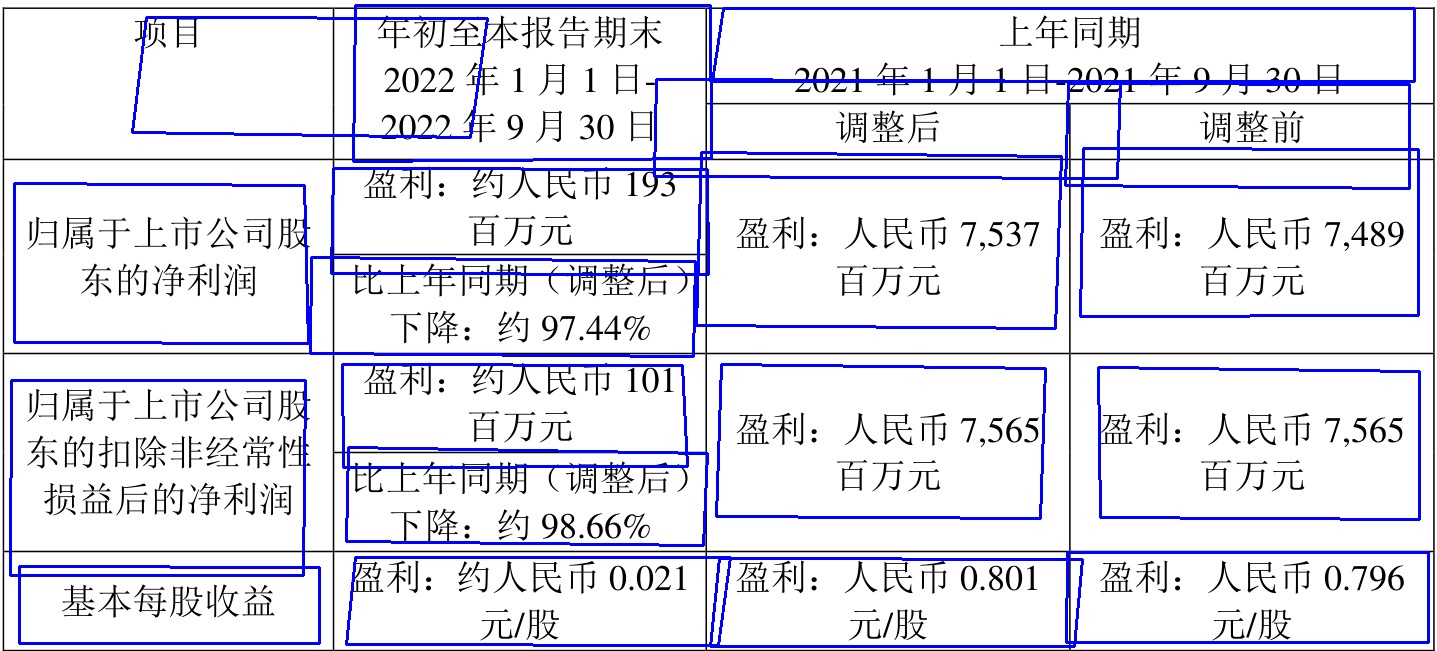 项目
年初至本报告期末
2022 年 1 月 1 日-
2022 年 9 月 30 日
上年同期
2021 年 1 月 1 日-2021 年 9 月 30 日
调整后
调整前
归属于上市公司股
东的净利润
盈利：约人民币 193
百万元
比上年同期（调整后）
下降：约 97.44%
盈利：人民币 7,537
百万元
盈利：人民币 7,489
百万元
归属于上市公司股
东的扣除非经常性
损益后的净利润
盈利：约人民币 101
百万元
比上年同期（调整后）
下降：约 98.66%
盈利：人民币 7,565
百万元
盈利：人民币 7,565
百万元
基本每股收益
盈利：约人民币 0.021
元/股
盈利：人民币 0.801
元/股
盈利：人民币 0.796
元/股